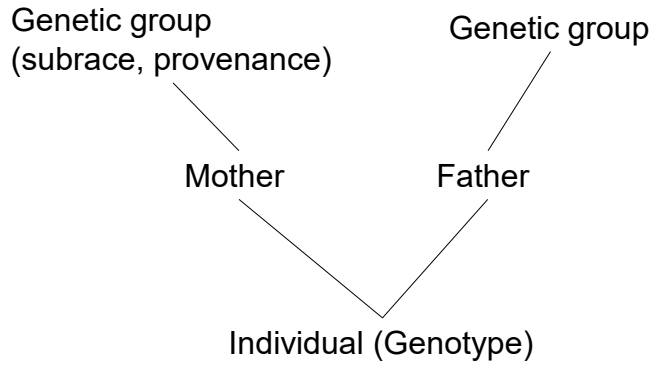 Genetic group
(subrace, provenance)
Genetic group
Mother
Father
Individual (Genotype)